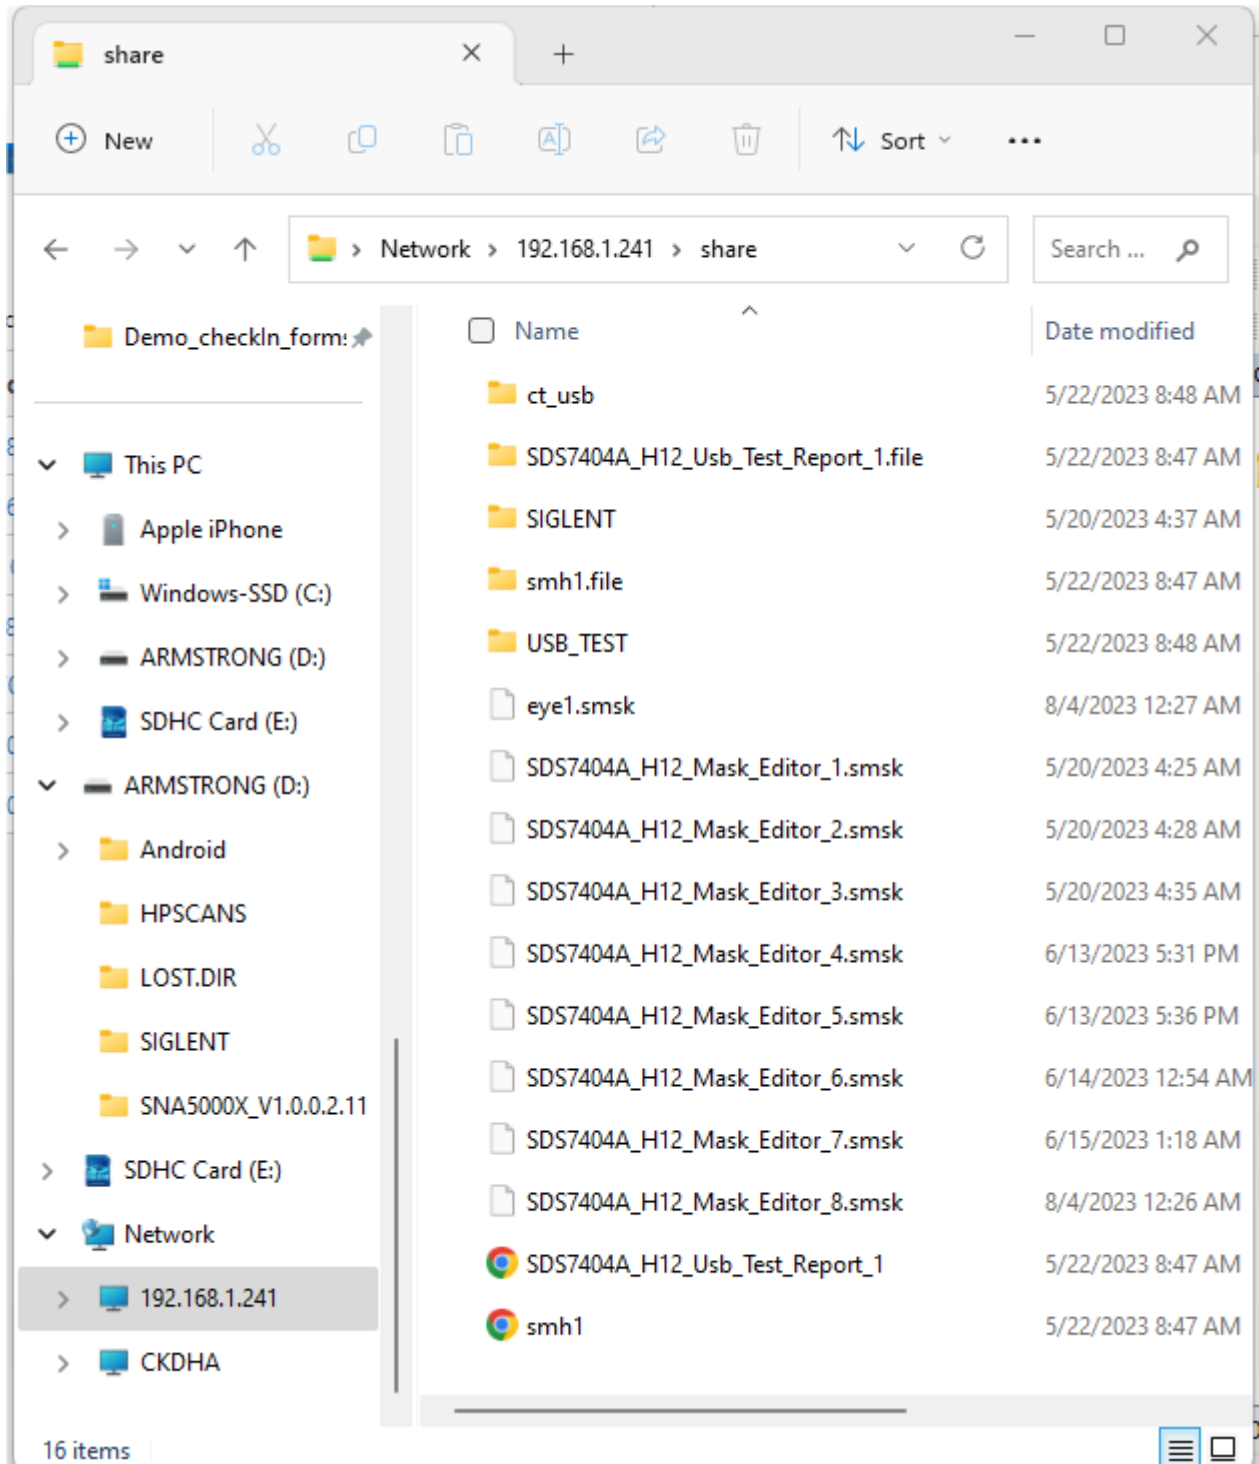 share
New
Sort
Network > 192.168.1.241 > share
Search ...
Demo_checkIn_form
Name Date modified
ct_usb 5/22/2023 8:48 AM
This PC
SDS7404A_H12_Usb_Test_Report_1.file 5/22/2023 8:47 AM
Apple iPhone
SIGLENT 5/20/2023 4:37 AM
Windows-SSD (C:)
smh1.file 5/22/2023 8:47 AM
ARMSTRONG (D:)
USB_TEST 5/22/2023 8:48 AM
SDHC Card (E:)
eye1.smsk 8/4/2023 12:27 AM
ARMSTRONG (D:)
SDS7404A_H12_Mask_Editor_1.smsk 5/20/2023 4:25 AM
Android
SDS7404A_H12_Mask_Editor_2.smsk 5/20/2023 4:28 AM
HPSCANS
SDS7404A_H12_Mask_Editor_3.smsk 5/20/2023 4:35 AM
LOST.DIR
SDS7404A_H12_Mask_Editor_4.smsk 6/13/2023 5:31 PM
SIGLENT
SDS7404A_H12_Mask_Editor_5.smsk 6/13/2023 5:36 PM
SNA5000X_V1.0.0.2.11
SDS7404A_H12_Mask_Editor_6.smsk 6/14/2023 12:54 AM
SDHC Card (E:)
SDS7404A_H12_Mask_Editor_7.smsk 6/15/2023 1:18 AM
Network
SDS7404A_H12_Mask_Editor_8.smsk 8/4/2023 12:26 AM
192.168.1.241
SDS7404A_H12_Usb_Test_Report_1 5/22/2023 8:47 AM
CKDHA
smh1 5/22/2023 8:47 AM
16 items